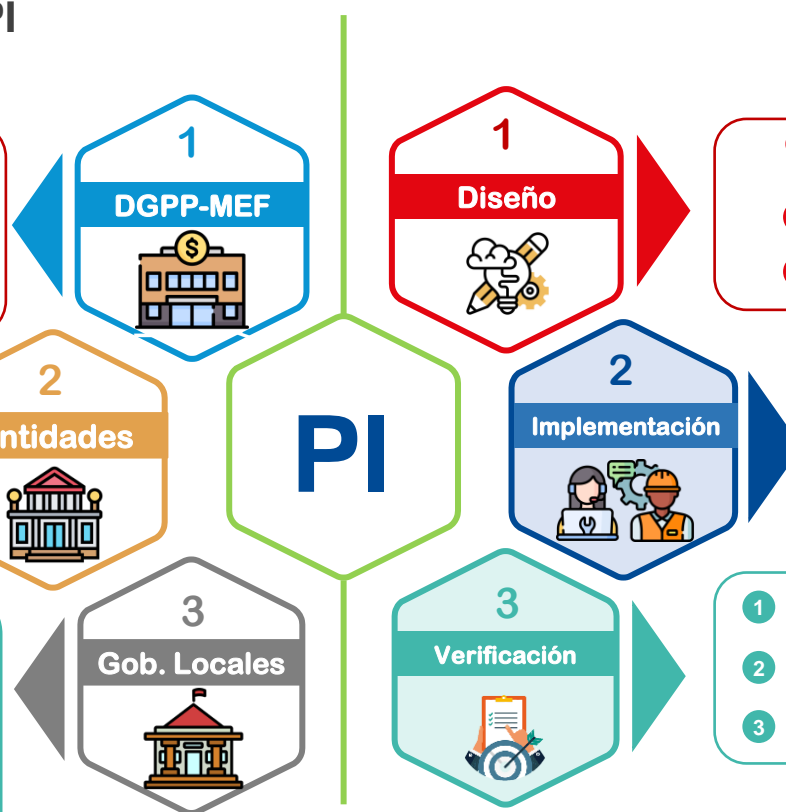 PI
1
DGPP-MEF
$
1
Diseño
2
ntidades
PI
2
Implementación
3
Gob. Locales
3
Verificación
1
2
3